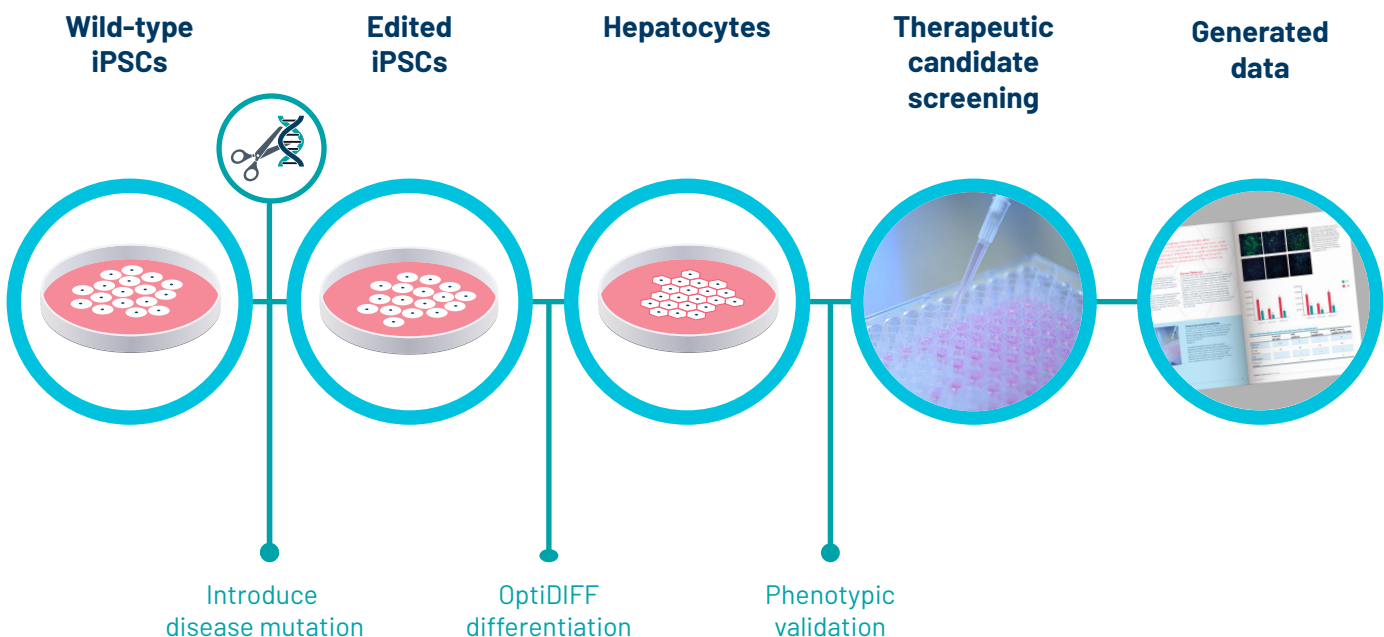 Wild-type
iPSCs
Edited
iPSCs
Hepatocytes
Therapeutic
candidate
screening
Generated
data
Introduce
disease mutation
OptiDIFF
differentiation
Phenotypic
validation